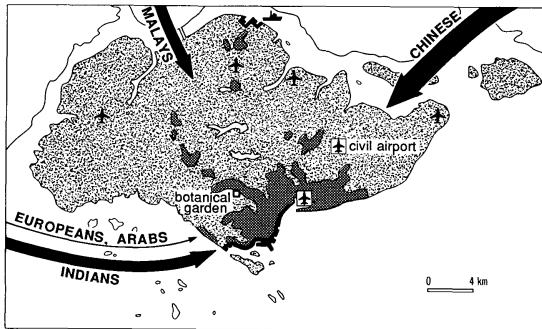 MALAYS
CHINESE
civil airport
botanical
garden
EUROPEANS, ARABS
INDIANS
0 4 km